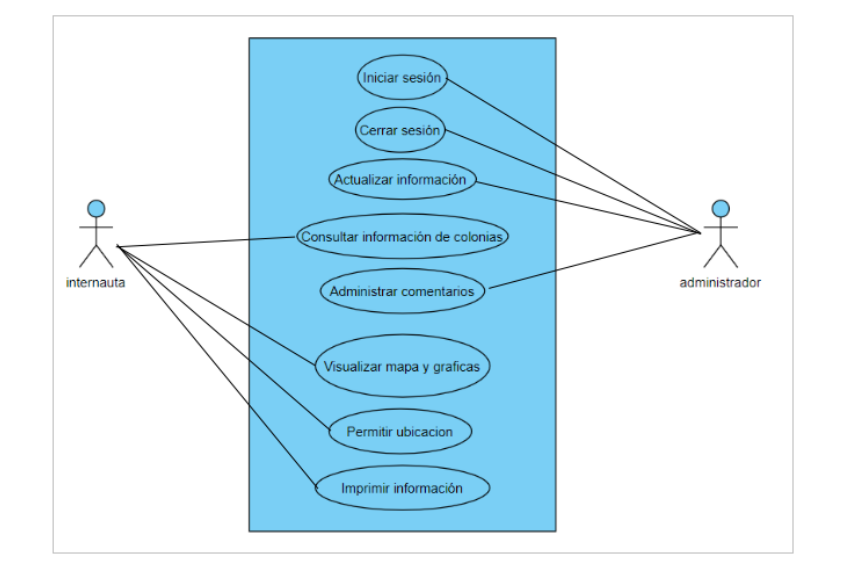 Iniciar sesión
Cerrar sesión
Actualizar información
Consultar información de colonias
internauta
administrador
Administrar comentarios
Visualizar mapa y graficas
Permitir ubicacion
Imprimir información